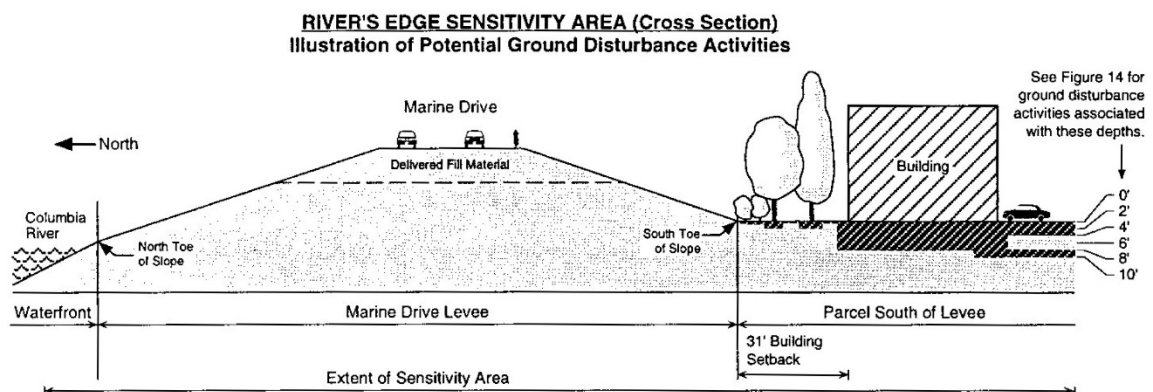 RIVER'S EDGE SENSITIVITY AREA (Cross Section)
Illustration of Potential Ground Disturbance Activities
See Figure 14 for
ground disturbance
activities associated
with these depths.
Marine Drive
North
Delivered Fill Material
Building
Columbia
River
North Toe
of Slope
South Toe
of Slope
0'
2'
4'
6'
8'
10'
Waterfront
Marine Drive Levee
Parcel South of Levee
31' Building
Setback
Extent of Sensitivity Area